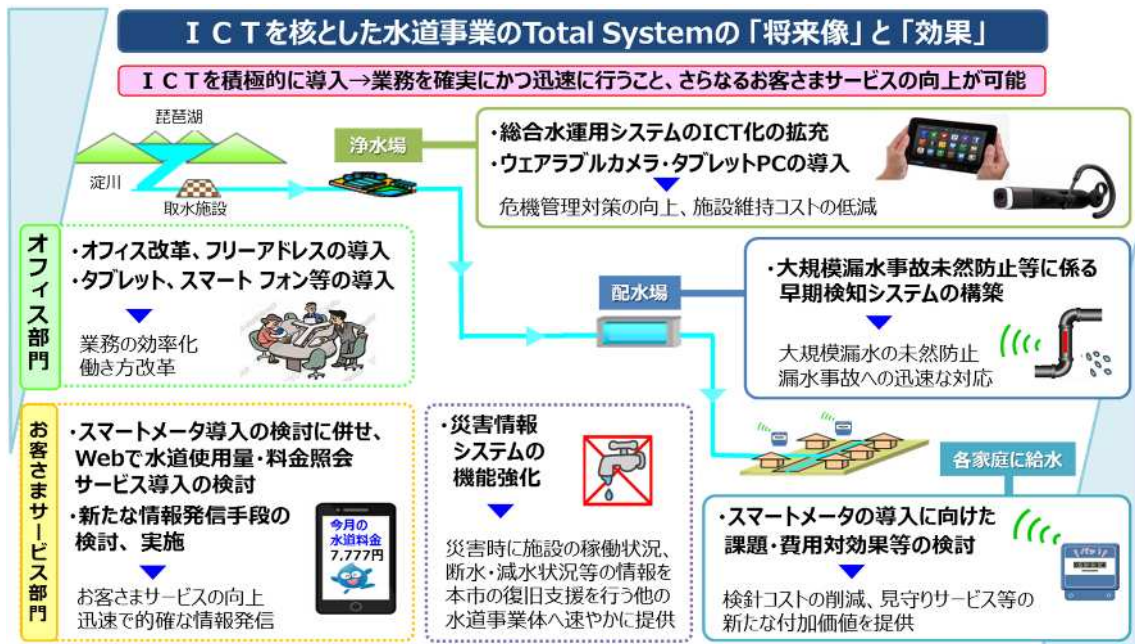 ＩＣＴを核とした水道事業のTotal Systemの「将来像」と「効果」
ＩＣＴを積極的に導入→業務を確実にかつ迅速に行うこと、さらなるお客さまサービスの向上が可能
琵琶湖
淀川
取水施設
浄水場
・総合水運用システムのICT化の拡充
・ウェアラブルカメラ・タブレットPCの導入
危機管理対策の向上、施設維持コストの低減
オフィス部門
・オフィス改革、フリーアドレスの導入
・タブレット、スマート フォン等の導入
業務の効率化
働き方改革
配水場
・大規模漏水事故未然防止等に係る
早期検知システムの構築
大規模漏水の未然防止
漏水事故への迅速な対応
お客さまサービス部門
・スマートメータ導入の検討に併せ、
Webで水道使用量・料金照会
サービス導入の検討
・新たな情報発信手段の
検討、実施
お客さまサービスの向上
迅速で的確な情報発信
今月の
水道料金
7,777円
・災害情報
システムの
機能強化
災害時に施設の稼働状況、
断水・減水状況等の情報を
本市の復旧支援を行う他の
水道事業体へ速やかに提供
各家庭に給水
・スマートメータの導入に向けた
課題・費用対効果等の検討
検針コストの削減、見守りサービス等の
新たな付加価値を提供